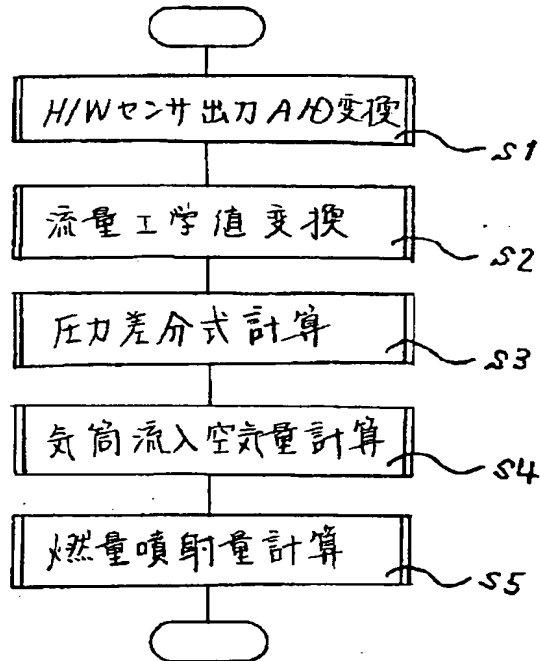 H/Wセンサ出力A/D変換
S1
流量工学値変換
S2
圧力差分式計算
S3
気筒流入空気量計算
S4
燃量噴射量計算
S5